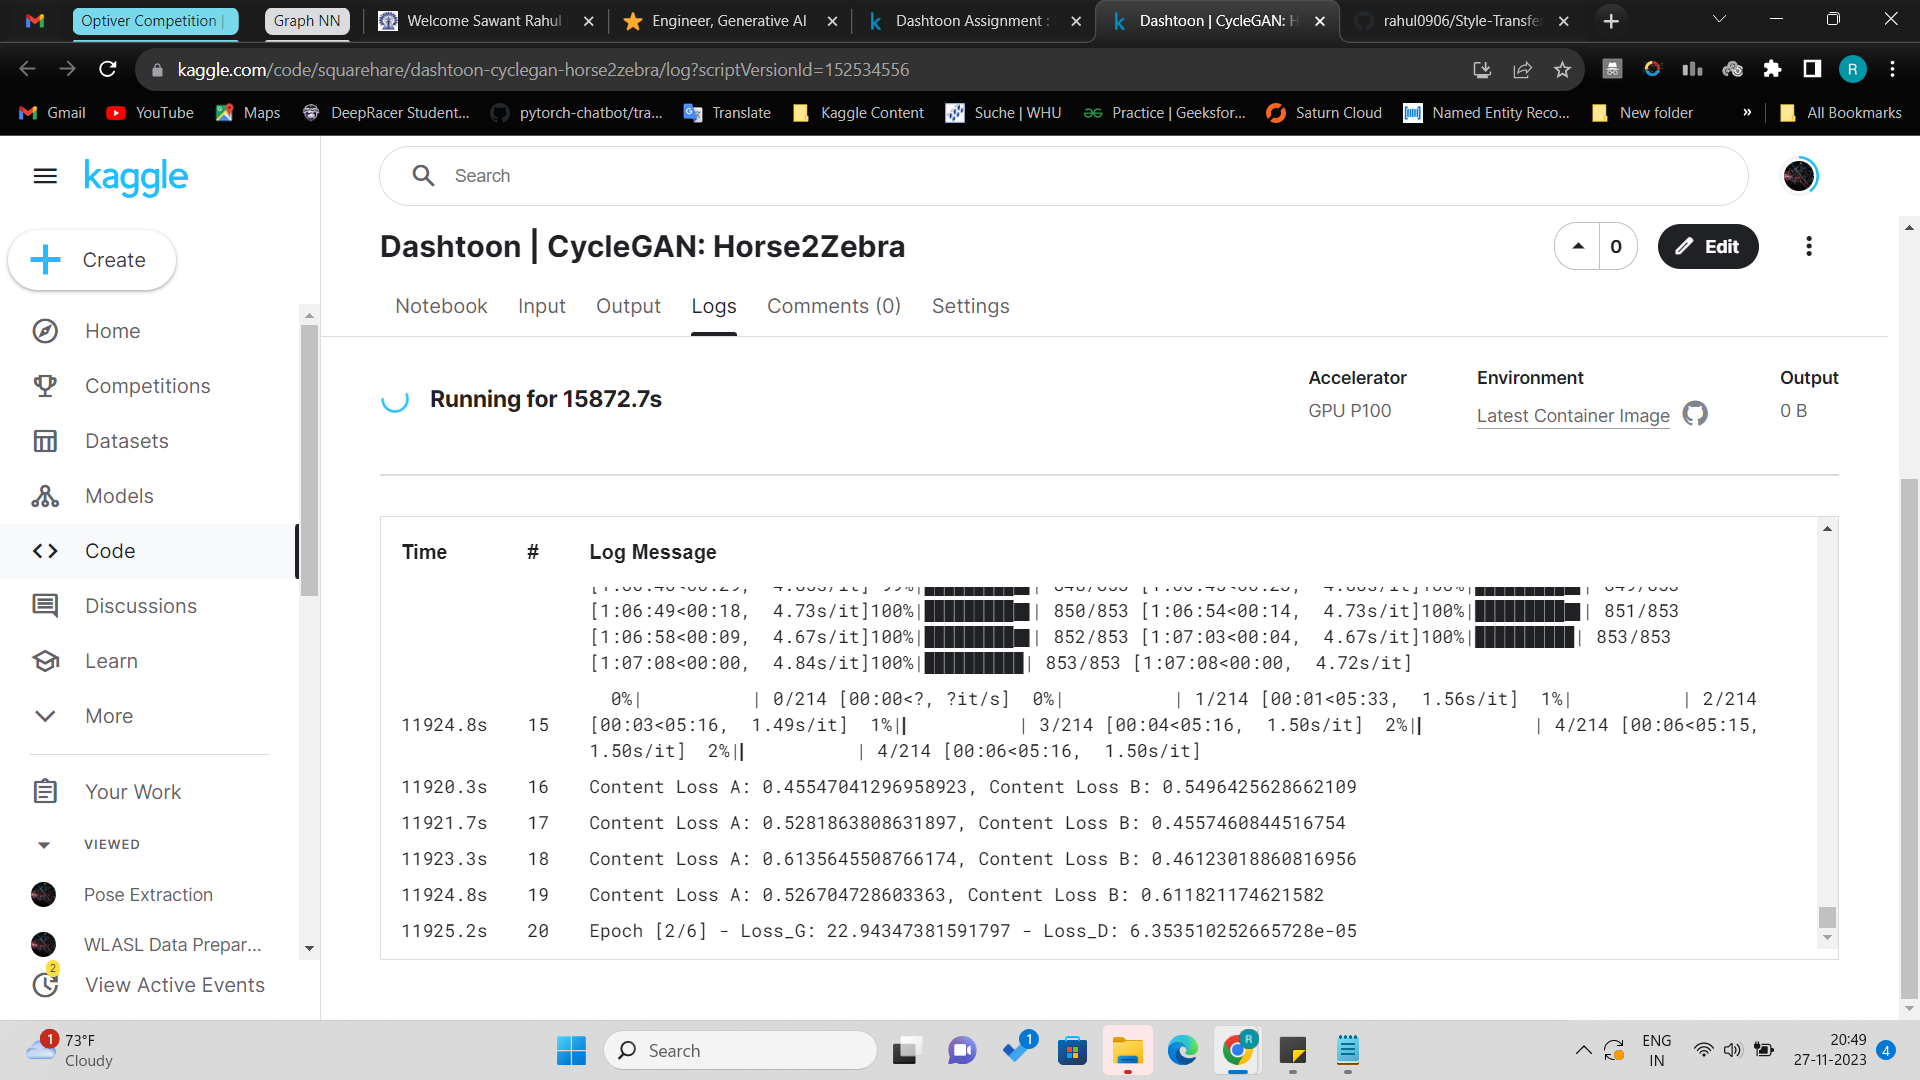 Optiver Competition |
Graph NN
Welcome Sawant Rahul
Engineer, Generative AI
Dashtoon Assignment :
Dashtoon | CycleGAN: H
rahul0906/Style-Transfe
kaggle.com/code/squarehare/dashtoon-cyclegan-horse2zebra/log?scriptVersionId=152534556
R
Gmail
YouTube
Maps
DeepRacer Student...
pytorch-chatbot/tra...
Translate
Kaggle Content
Suche | WHU
Practice | Geeksfor...
Saturn Cloud
Named Entity Reco...
New folder
»
All Bookmarks
kaggle
Search
Create
Home
Competitions
Datasets
Models
Code
Discussions
Learn
More
Your Work
VIEWED
Pose Extraction
WLASL Data Prepar...
2
View Active Events
Dashtoon | CycleGAN: Horse2Zebra
0
Edit
Notebook
Input
Output
Logs
Comments (0)
Settings
Running for 15872.7s
Accelerator
GPU P100
Environment
Latest Container Image
Output
0 B
Time # Log Message
[1:06:49<00:18, 4.73s/it]100%|█████████▉| 850/853 [1:06:54<00:14, 4.73s/it]100%|█████████▉| 851/853
[1:06:58<00:09, 4.67s/it]100%|█████████▉| 852/853 [1:07:03<00:04, 4.67s/it]100%|██████████| 853/853
[1:07:08<00:00, 4.84s/it]100%|██████████| 853/853 [1:07:08<00:00, 4.72s/it]
0%| | 0/214 [00:00<?, ?it/s] 0%| | 1/214 [00:01<05:33, 1.56s/it] 1%| | 2/214
11924.8s 15 [00:03<05:16, 1.49s/it] 1%|▏ | 3/214 [00:04<05:16, 1.50s/it] 2%|▏ | 4/214 [00:06<05:15,
1.50s/it] 2%|▏ | 4/214 [00:06<05:16, 1.50s/it]
11920.3s 16 Content Loss A: 0.45547041296958923, Content Loss B: 0.5496425628662109
11921.7s 17 Content Loss A: 0.5281863808631897, Content Loss B: 0.4557460844516754
11923.3s 18 Content Loss A: 0.6135645508766174, Content Loss B: 0.46123018860816956
11924.8s 19 Content Loss A: 0.526704728603363, Content Loss B: 0.611821174621582
11925.2s 20 Epoch [2/6] - Loss_G: 22.94347381591797 - Loss_D: 6.353510252665728e-05
1
73°F
Cloudy
Search
1
R
ENG
IN
20:49
27-11-2023
4